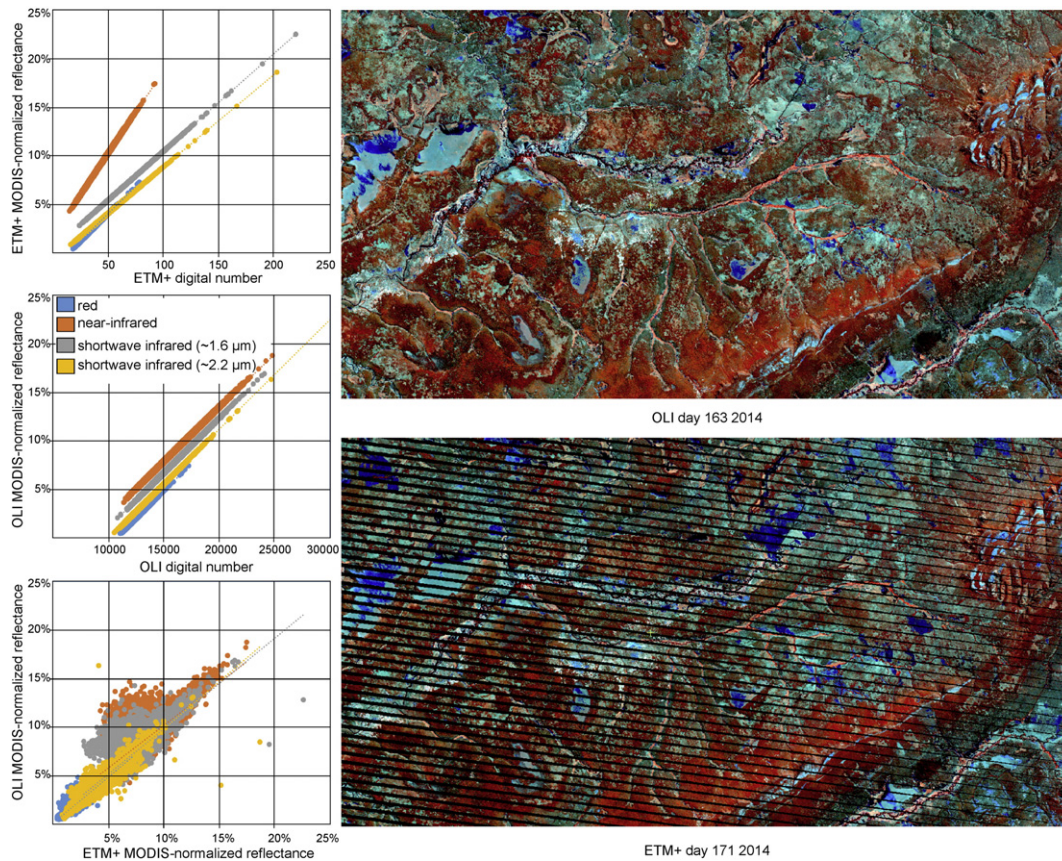 25%
20%
15%
10%
5%
ETM+ MODIS-normalized reflectance
50 100 150 200 250
ETM+ digital number
25%
20%
15%
10%
5%
OLI MODIS-normalized reflectance
red
near-infrared
shortwave infrared (~1.6 µm)
shortwave infrared (~2.2 µm)
10000 15000 20000 25000 30000
OLI digital number
25%
20%
15%
10%
5%
OLI MODIS-normalized reflectance
5% 10% 15% 20% 25%
ETM+ MODIS-normalized reflectance
OLI day 163 2014
ETM+ day 171 2014